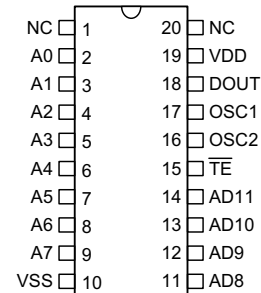 NC 1 20 NC
A0 2 19 VDD
A1 3 18 DOUT
A2 4 17 OSC1
A3 5 16 OSC2
A4 6 15 T̅E̅
A5 7 14 AD11
A6 8 13 AD10
A7 9 12 AD9
VSS 10 11 AD8